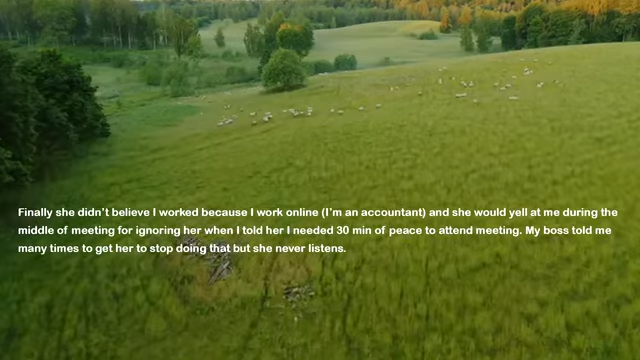 Finally she didn't believe I worked because I work online (I'm an accountant) and she would yell at me during the
middle of meeting for ignoring her when I told her I needed 30 min of peace to attend meeting. My boss told me
many times to get her to stop doing that but she never listens.